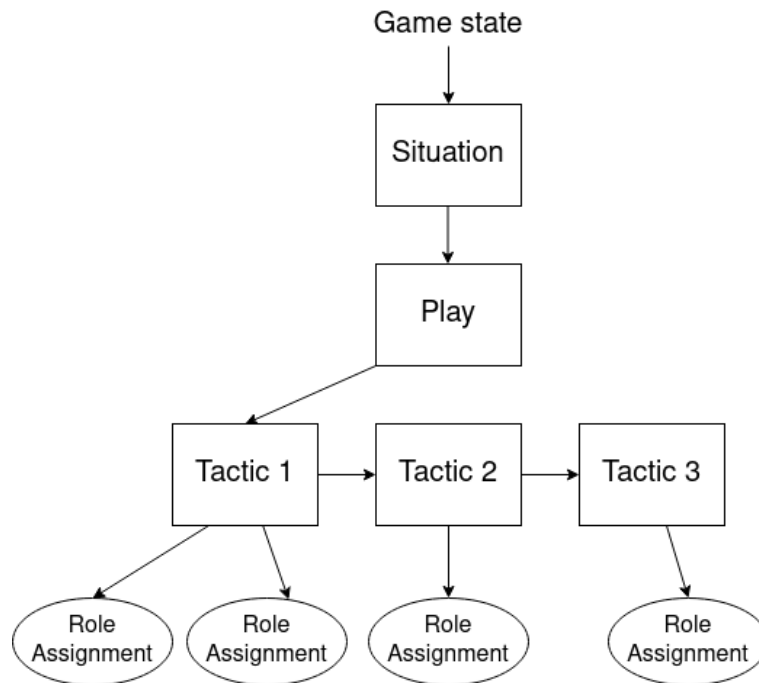 Game state
Situation
Play
Tactic 1
Tactic 2
Tactic 3
Role
Assignment
Role
Assignment
Role
Assignment
Role
Assignment